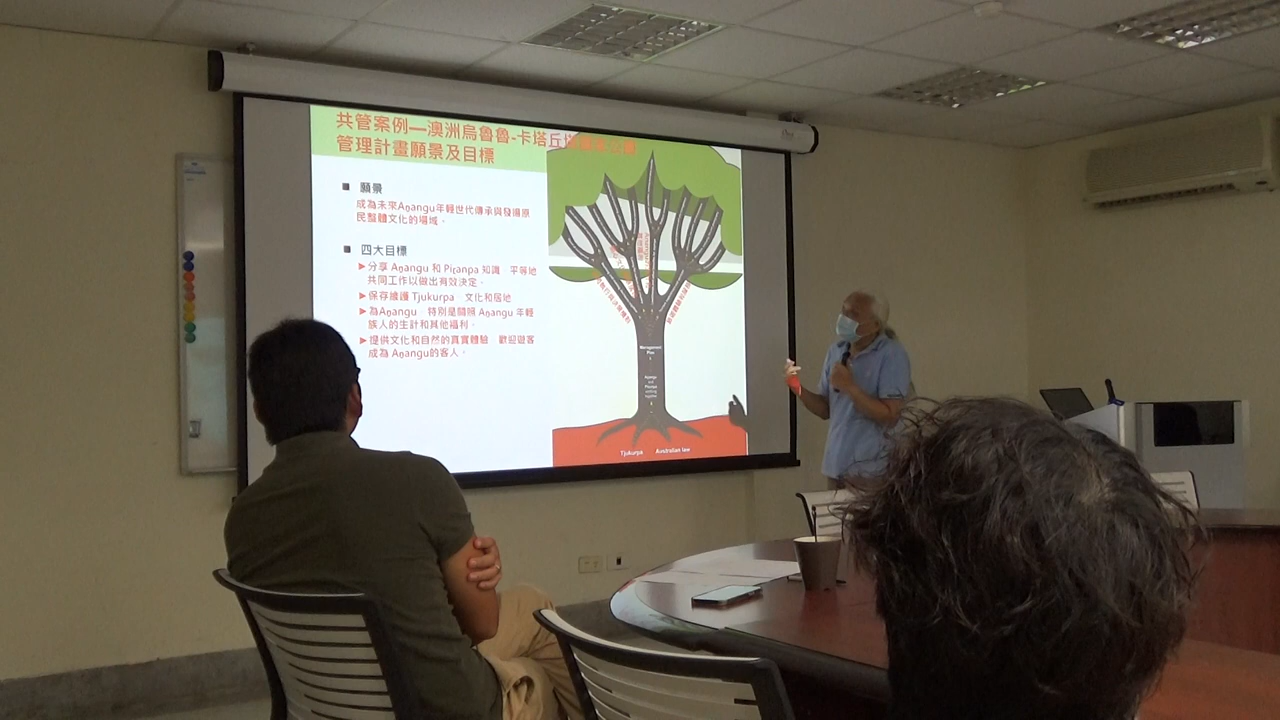 共管案例—澳洲烏魯魯-卡塔丘塔國家公園
管理計畫願景及目標
■ 願景
成為未來Aṉangu年輕世代傳承與發揚原
民整體文化的場域。
■ 四大目標
▶分享 Aṉangu 和 Piṟanpa 知識，平等地
共同工作以做出有效決定。
▶保存維護 Tjukurpa、文化和居地
▶為Aṉangu，特別是關照 Aṉangu 年輕
族人的生計和其他福利。
▶提供文化和自然的真實體驗，歡迎遊客
成為 Aṉangu的客人。
Management
Plan
Tjukurpa
Australian law